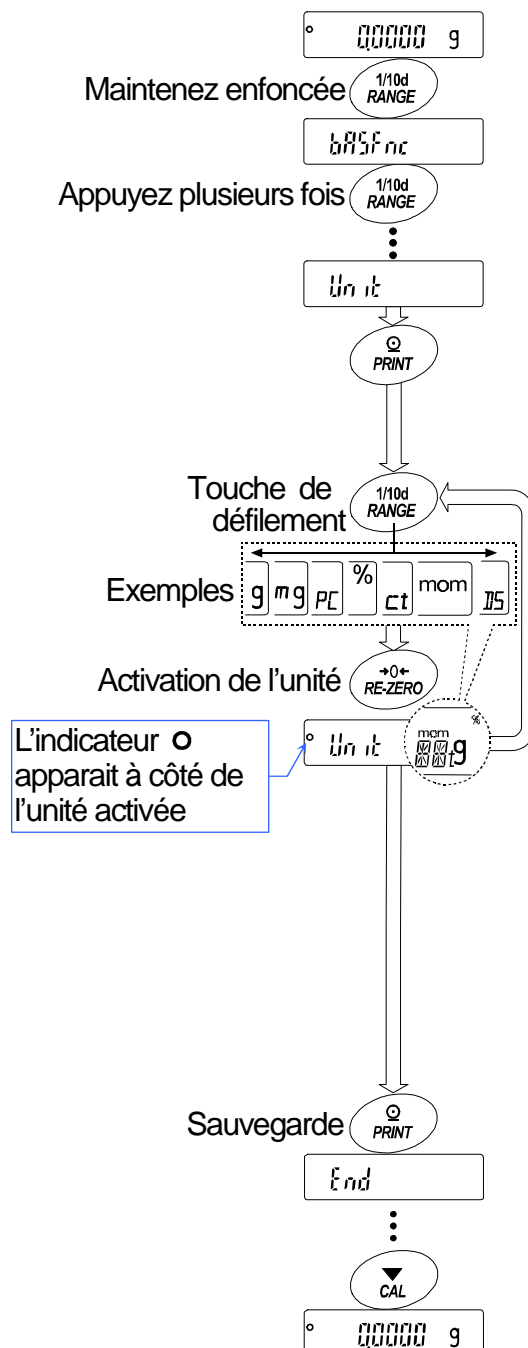 0.0000 g
Maintenez enfoncée
1/10d
RANGE
bASFnc
Appuyez plusieurs fois
1/10d
RANGE
Unit
PRINT
Touche de
défilement
1/10d
RANGE
Exemples
g mg PC % ct mom DS
Activation de l'unité
→0←
RE-ZERO
L'indicateur o
apparait à côté de
l'unité activée
Unit
mom %
t g
Sauvegarde
PRINT
End
CAL
0.0000 g